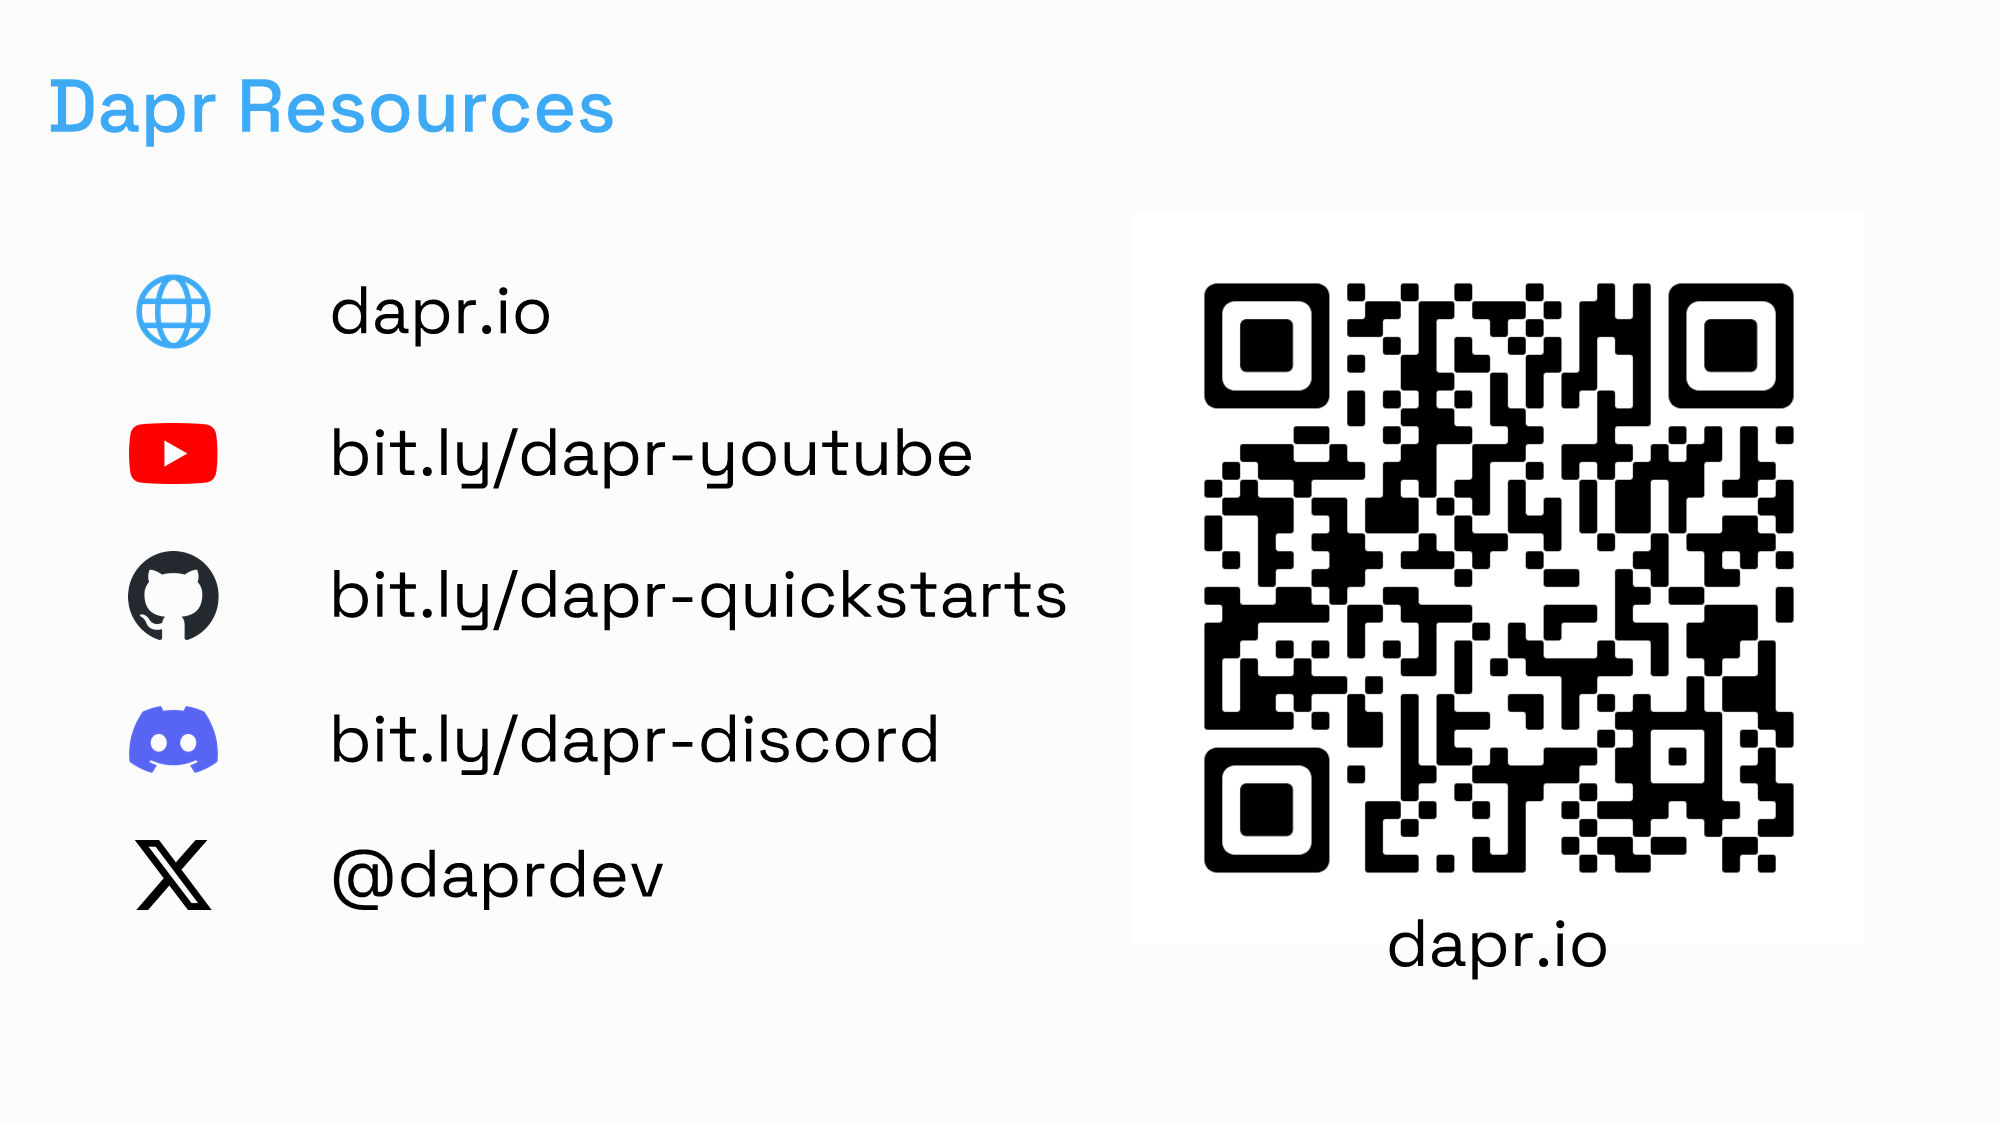 Dapr Resources
dapr.io
bit.ly/dapr-youtube
bit.ly/dapr-quickstarts
bit.ly/dapr-discord
@daprdev
dapr.io